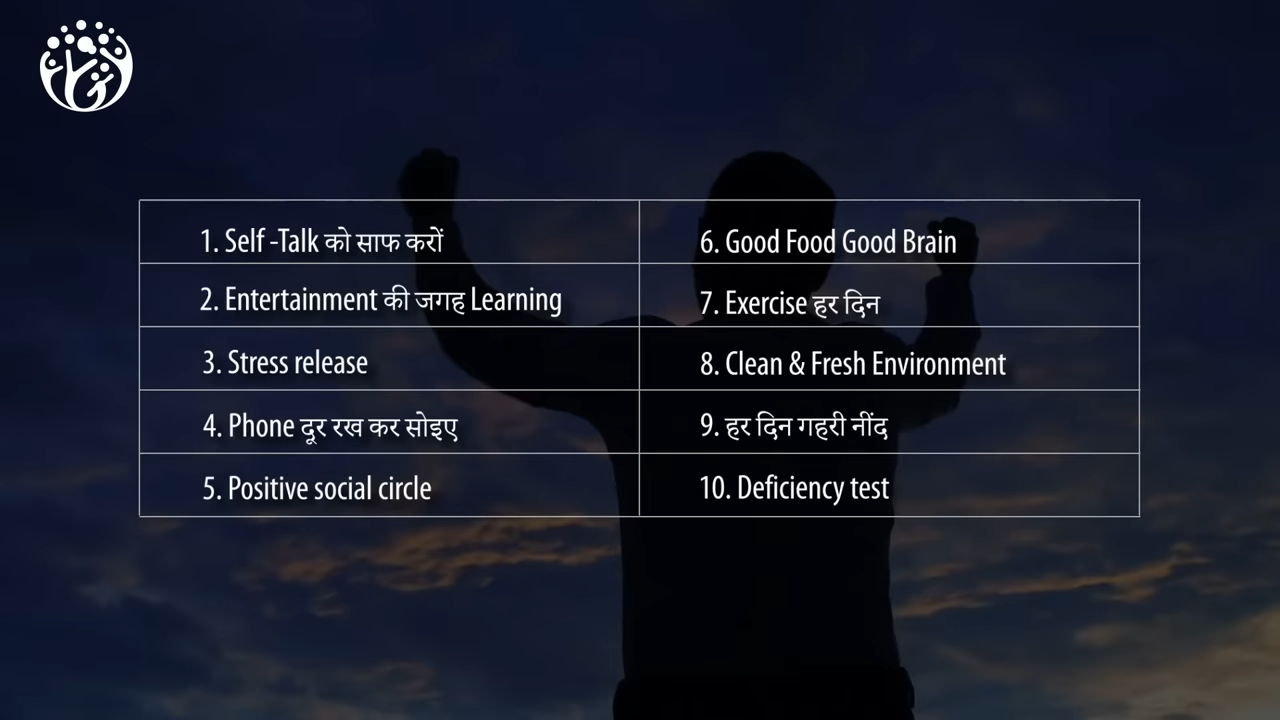 1. Self -Talk को साफ करों
2. Entertainment की जगह Learning
3. Stress release
4. Phone दूर रख कर सोइए
5. Positive social circle
6. Good Food Good Brain
7. Exercise हर दिन
8. Clean & Fresh Environment
9. हर दिन गहरी नींद
10. Deficiency test